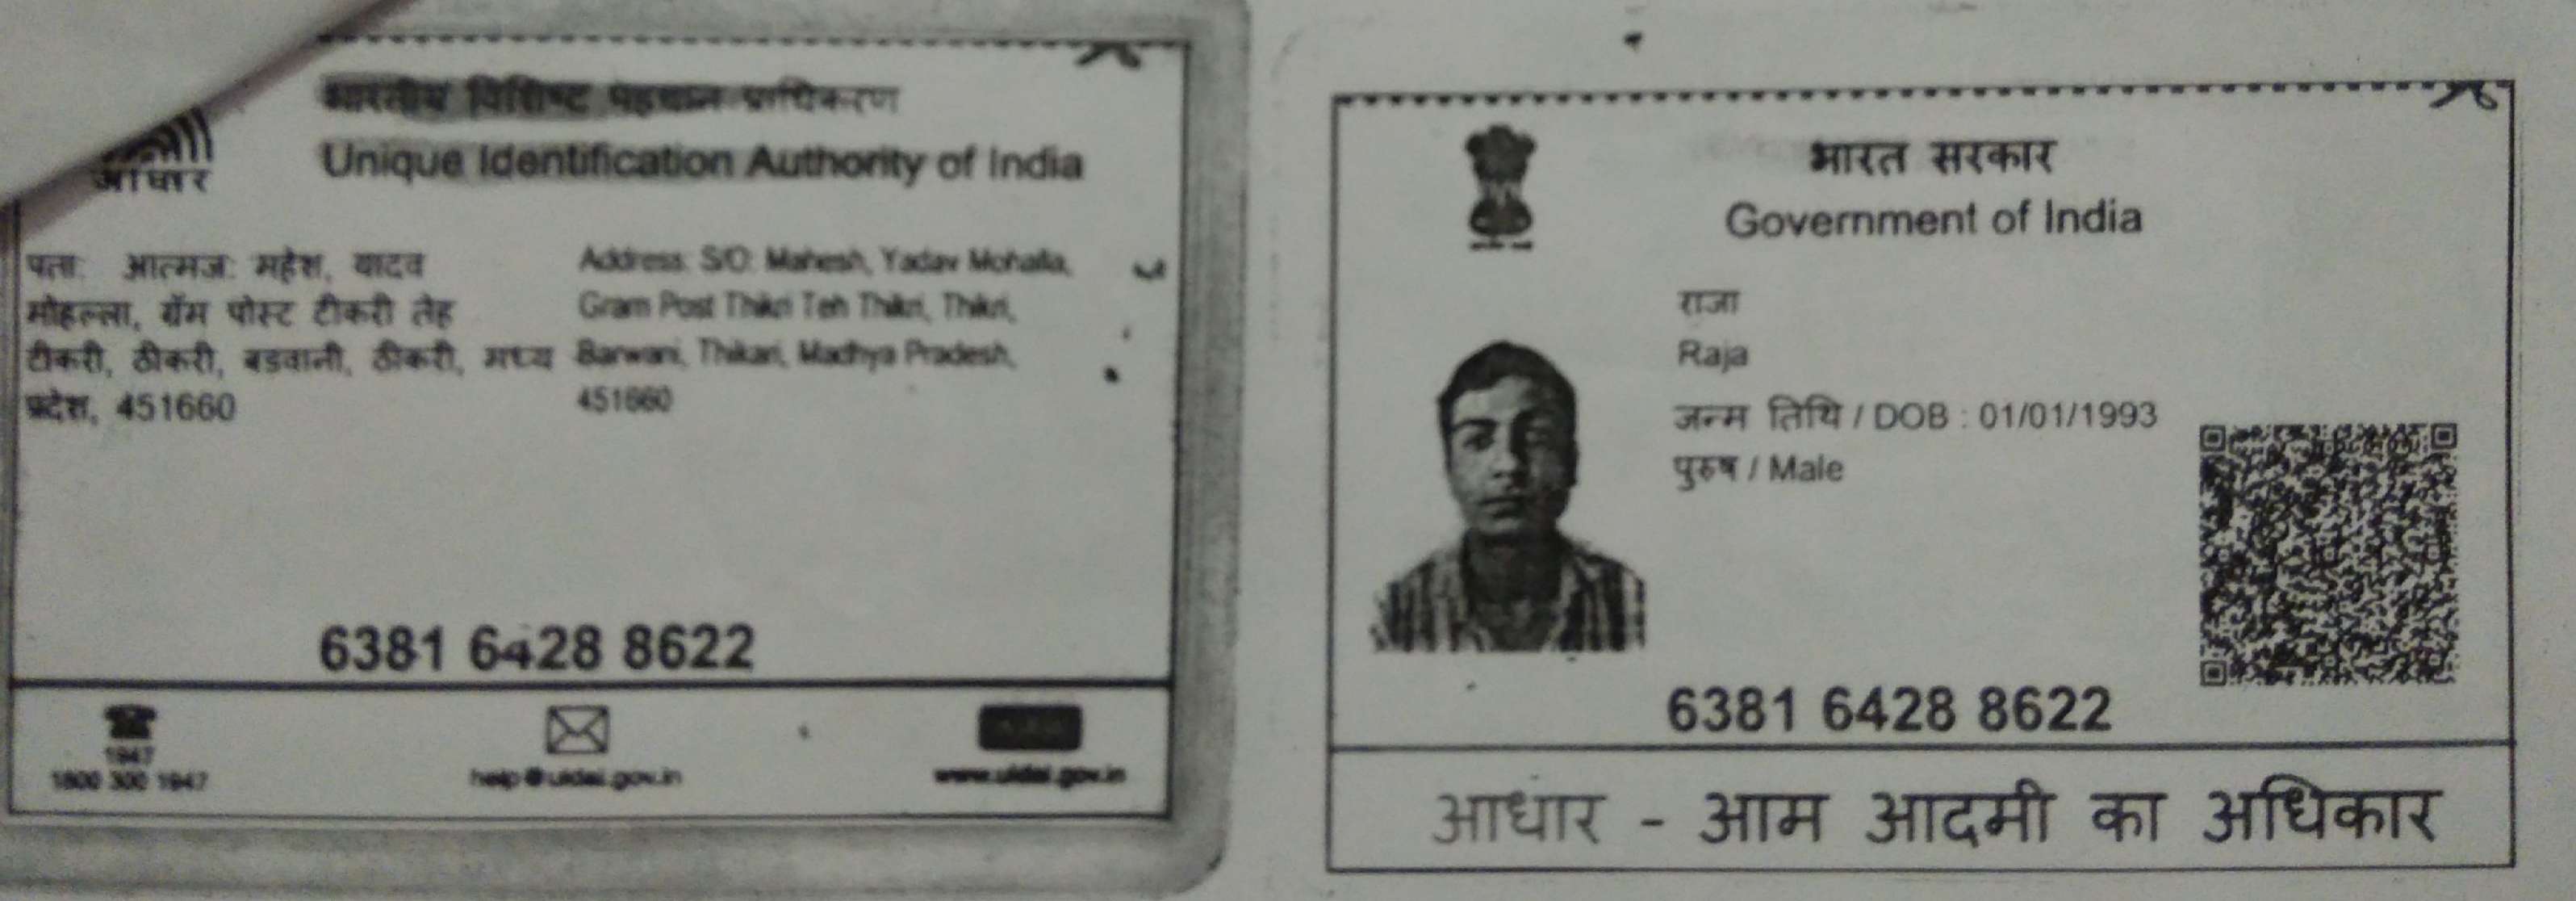 भारतीय विशिष्ट पहचान प्राधिकरण
Unique Identification Authority of India
आधार
पता: आत्मज: महेश, यादव
मोहल्ला, ग्रॅम पोस्ट टीकरी तेह
टीकरी, ठीकरी, बडवानी, ठीकरी, मध्य
प्रदेश, 451660
Address: S/O: Mahesh, Yadav Mohalla,
Gram Post Thikri Teh Thikri, Thikri,
Barwani, Thikari, Madhya Pradesh,
451660
6381 6428 8622
1947
1800 300 1947
help@uidai.gov.in
www.uidai.gov.in
भारत सरकार
Government of India
राजा
Raja
जन्म तिथि / DOB : 01/01/1993
पुरुष / Male
6381 6428 8622
आधार - आम आदमी का अधिकार